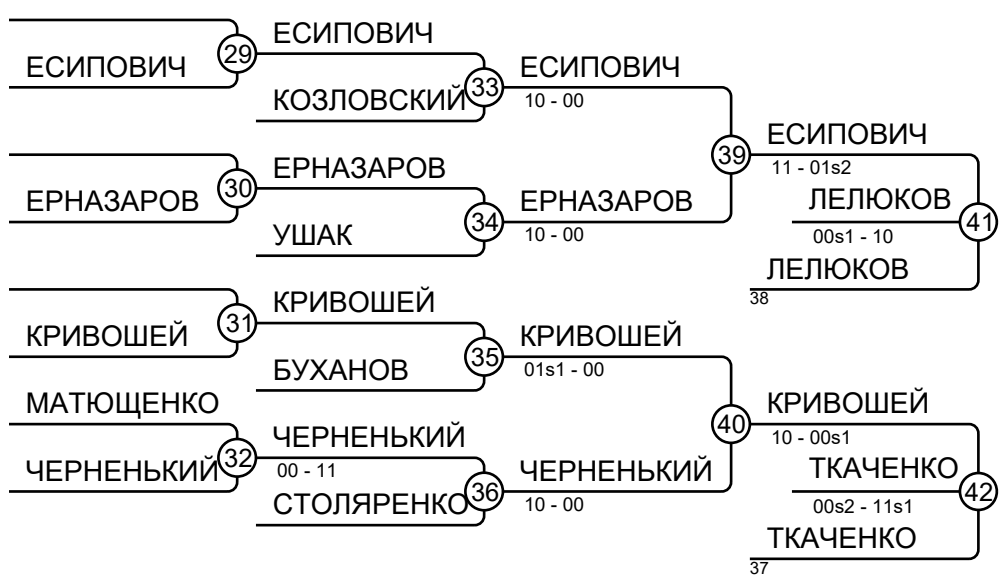 ЕСИПОВИЧ
29
ЕСИПОВИЧ
ЕСИПОВИЧ
33
КОЗЛОВСКИЙ
10 - 00
ЕСИПОВИЧ
39
11 - 01s2
ЕРНАЗАРОВ
30
ЕРНАЗАРОВ
ЕРНАЗАРОВ
34
УШАК
10 - 00
ЛЕЛЮКОВ
41
00s1 - 10
ЛЕЛЮКОВ
38
КРИВОШЕЙ
31
КРИВОШЕЙ
КРИВОШЕЙ
35
БУХАНОВ
01s1 - 00
МАТЮЩЕНКО
КРИВОШЕЙ
40
10 - 00s1
ЧЕРНЕНЬКИЙ
32
ЧЕРНЕНЬКИЙ
00 - 11
ЧЕРНЕНЬКИЙ
36
СТОЛЯРЕНКО
10 - 00
ТКАЧЕНКО
42
00s2 - 11s1
ТКАЧЕНКО
37